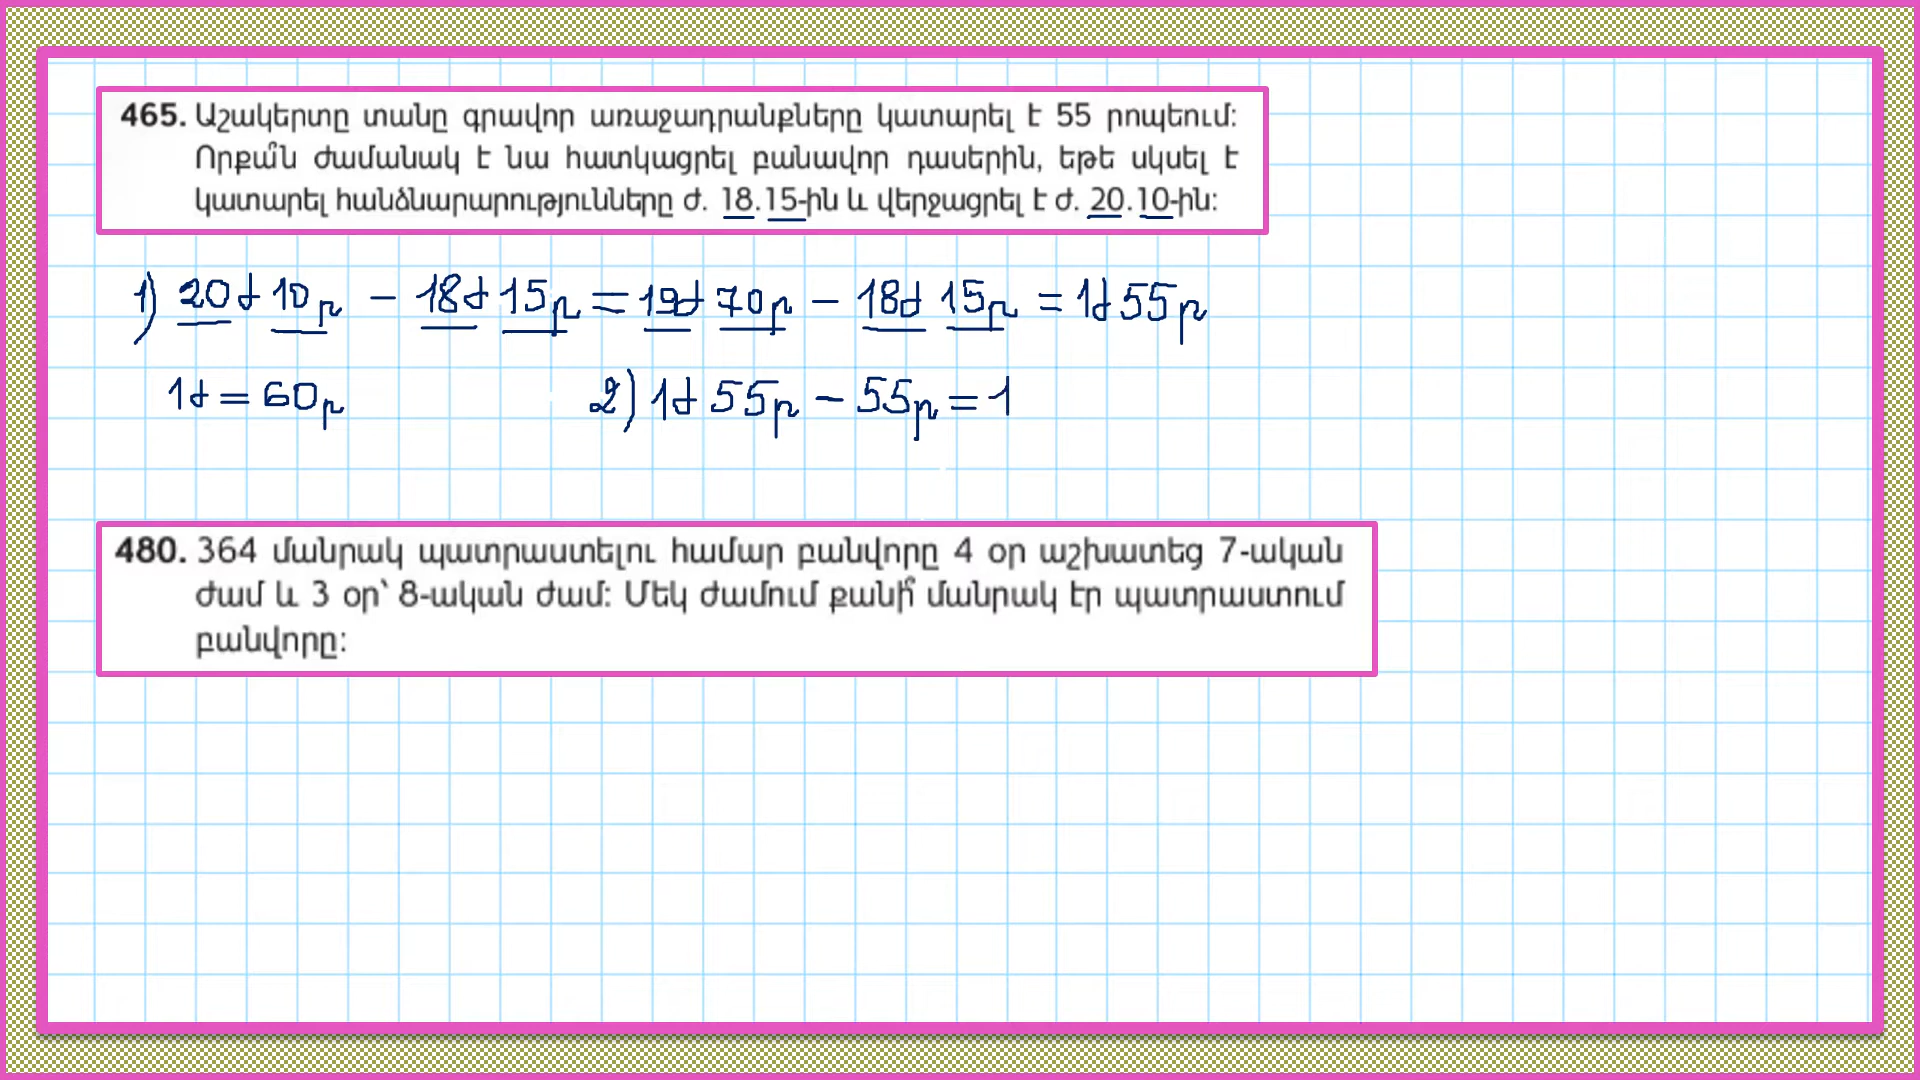 465. Աշակերտը տանը գրավոր առաջադրանքները կատարել է 55 րոպեում:
Որքա՞ն ժամանակ է նա հատկացրել բանավոր դասերին, եթե սկսել է
կատարել հանձնարարությունները ժ. 18.15-ին և վերջացրել է ժ. 20.10-ին:
1) 20ժ 10ր – 18ժ 15ր = 19ժ 70ր – 18ժ 15ր = 1ժ 55ր
1ժ = 60ր 2) 1ժ 55ր – 55ր = 1
480. 364 մանրակ պատրաստելու համար բանվորը 4 օր աշխատեց 7-ական
ժամ և 3 օր՝ 8-ական ժամ: Մեկ ժամում քանի՞ մանրակ էր պատրաստում
բանվորը: